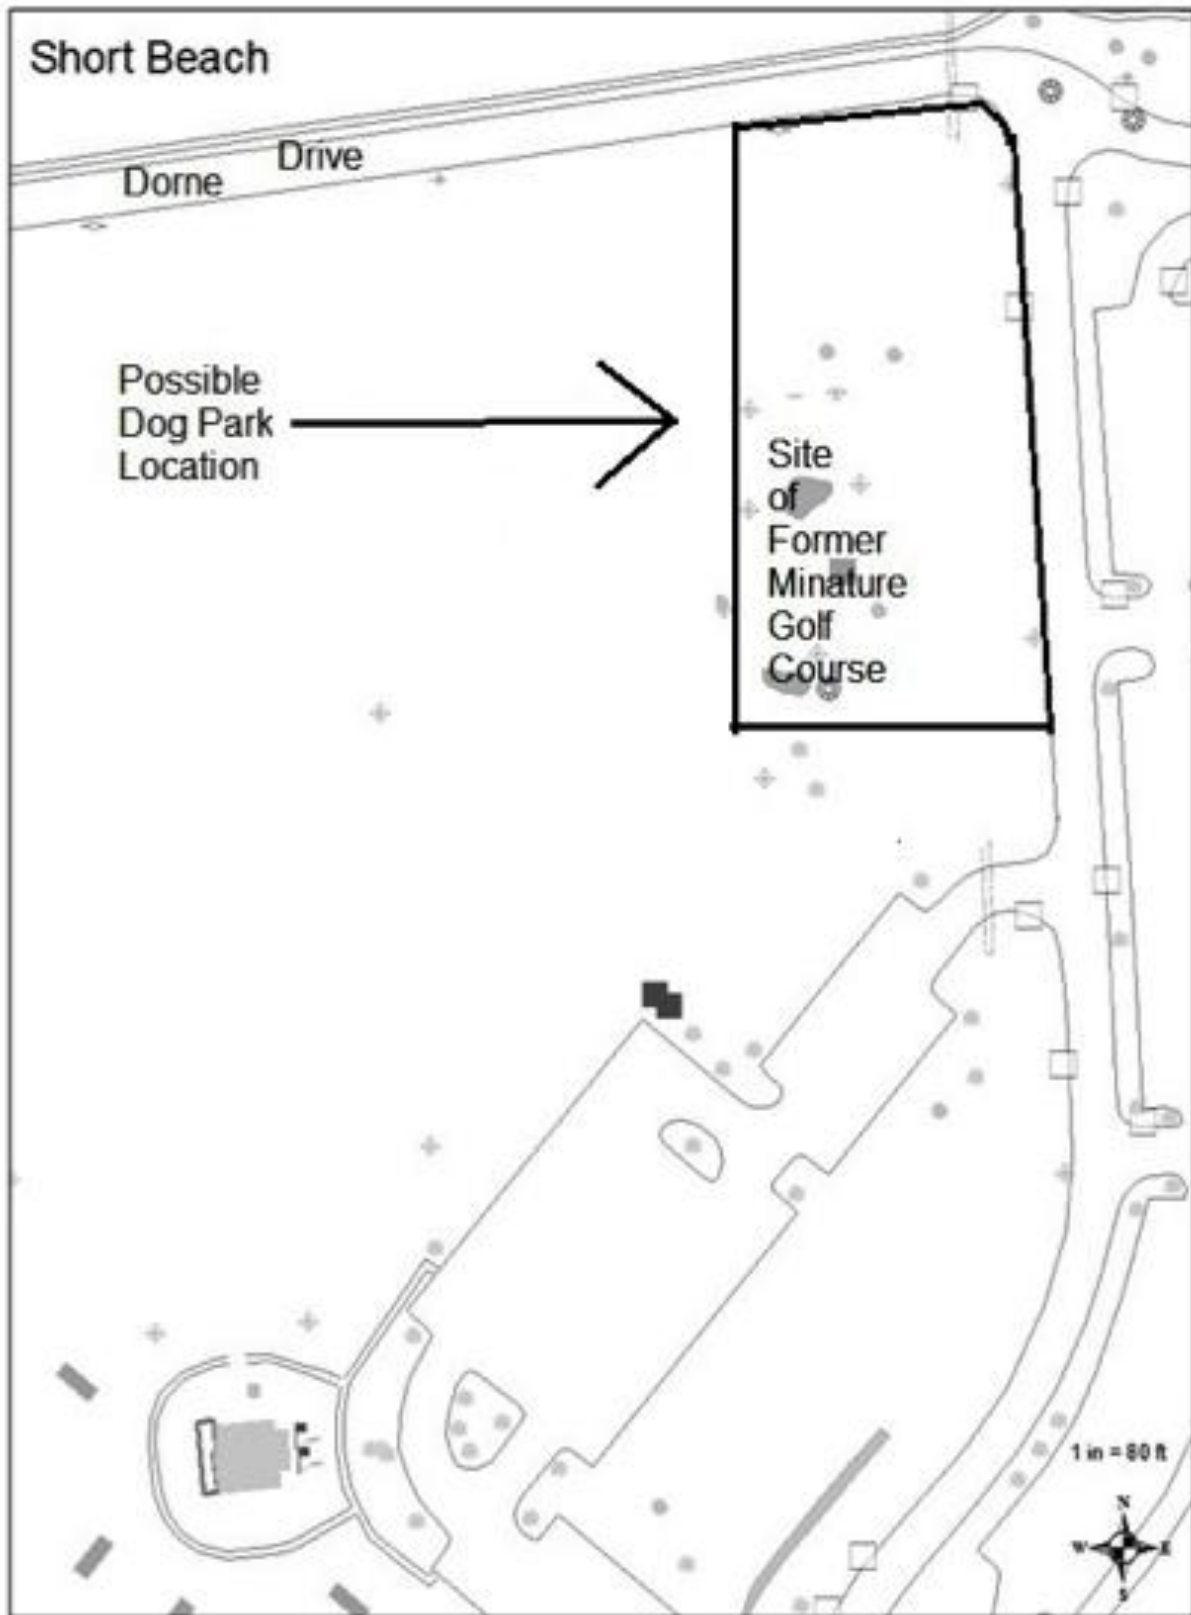 Short Beach
Dorne Drive
Possible
Dog Park
Location
Site
of
Former
Minature
Golf
Course
1 in = 80 ft
N
W E
S